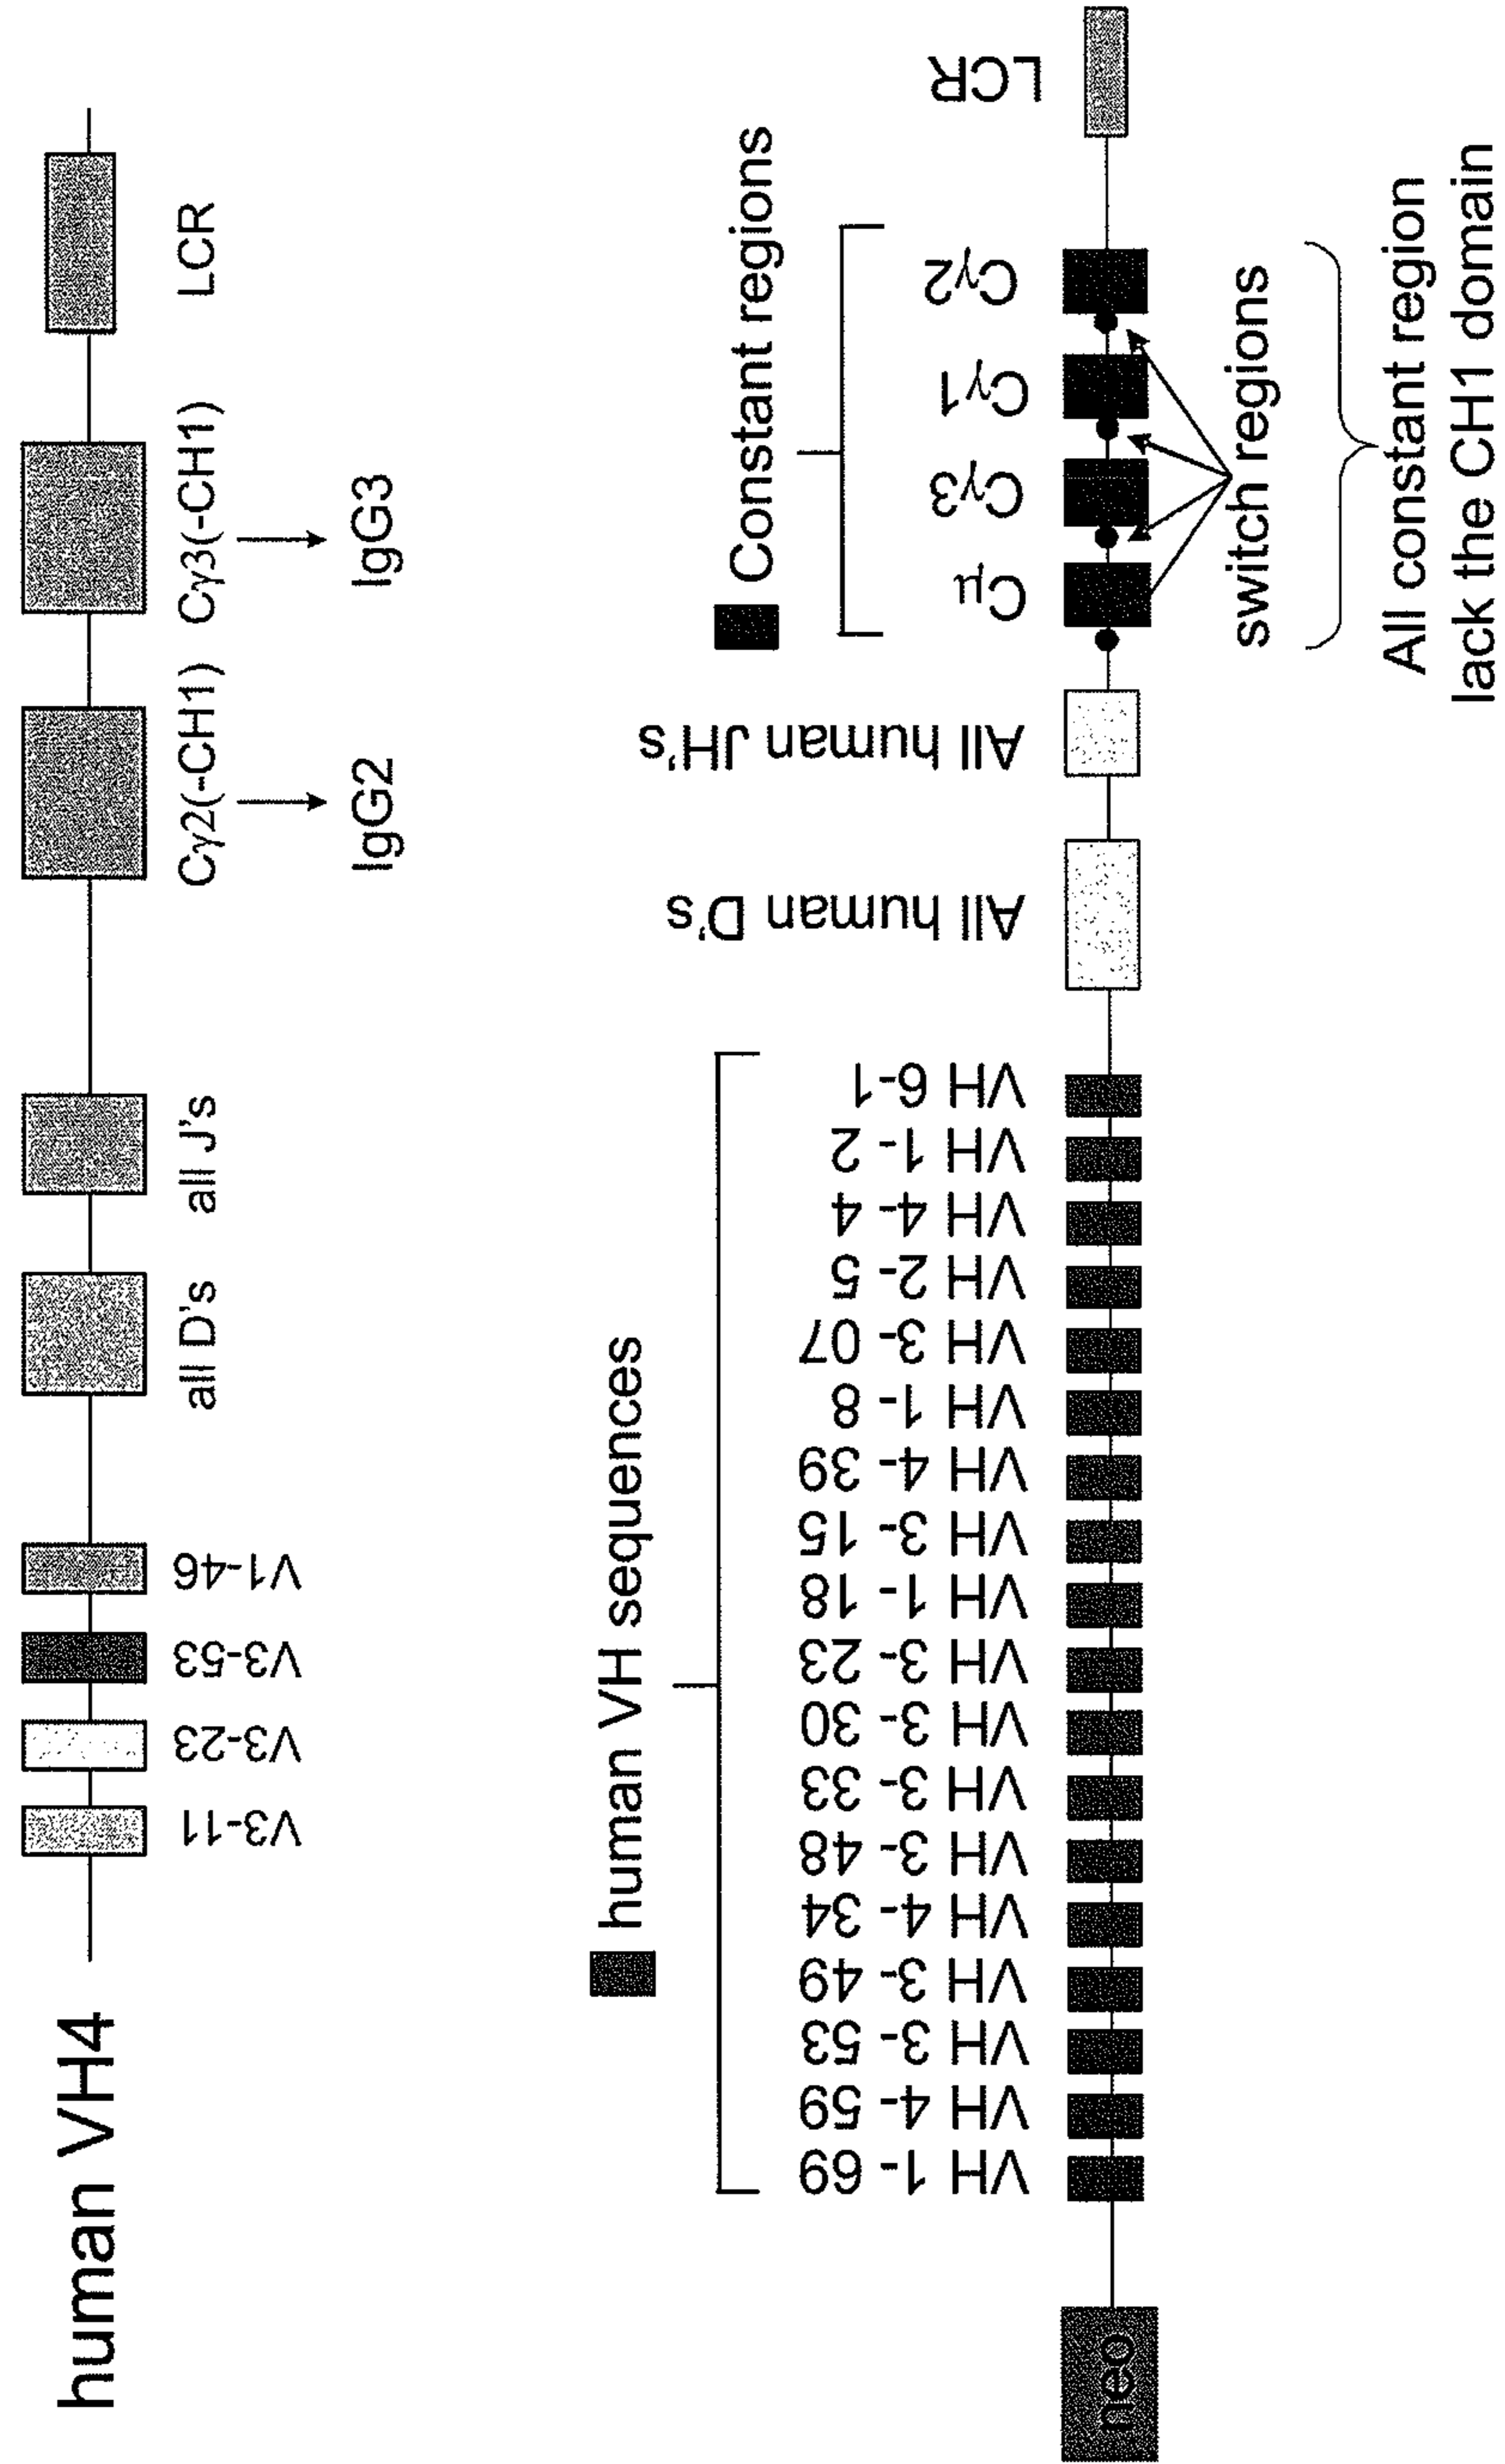 human VH4
V3-11
V3-23
V3-53
V1-46
all D's
all J's
Cγ2(-CH1)
Cγ3(-CH1)
LCR
IgG2
IgG3
human VH sequences
Constant regions
VH 1- 69
VH 4- 59
VH 3- 53
VH 3- 49
VH 4- 34
VH 3- 48
VH 3- 33
VH 3- 30
VH 3- 23
VH 1- 18
VH 3- 15
VH 4- 39
VH 1- 8
VH 3- 07
VH 2- 5
VH 4- 4
VH 1- 2
VH 6-1
All human D's
All human JH's
Cμ
Cγ3
Cγ1
Cγ2
LCR
neo
switch regions
All constant region
lack the CH1 domain